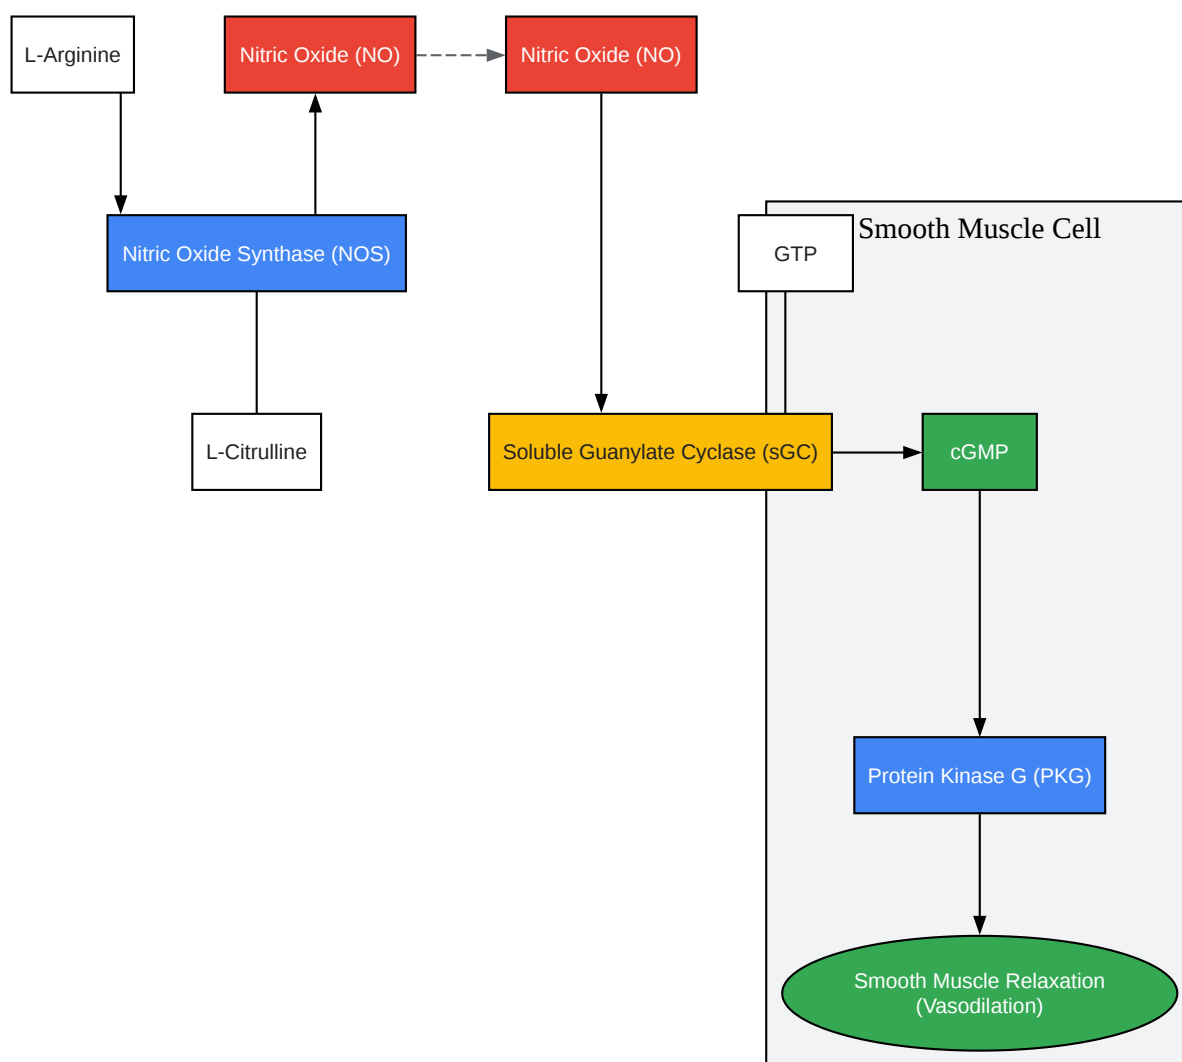 L-Arginine
Nitric Oxide (NO)
Nitric Oxide (NO)
Nitric Oxide Synthase (NOS)
GTP
Smooth Muscle Cell
L-Citrulline
Soluble Guanylate Cyclase (sGC)
cGMP
Protein Kinase G (PKG)
Smooth Muscle Relaxation
(Vasodilation)